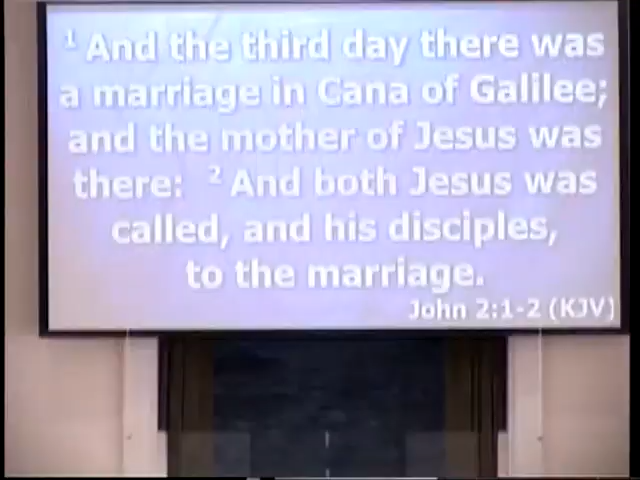 1 And the third day there was
a marriage in Cana of Galilee;
and the mother of Jesus was
there: 2 And both Jesus was
called, and his disciples,
to the marriage.
John 2:1-2 (KJV)